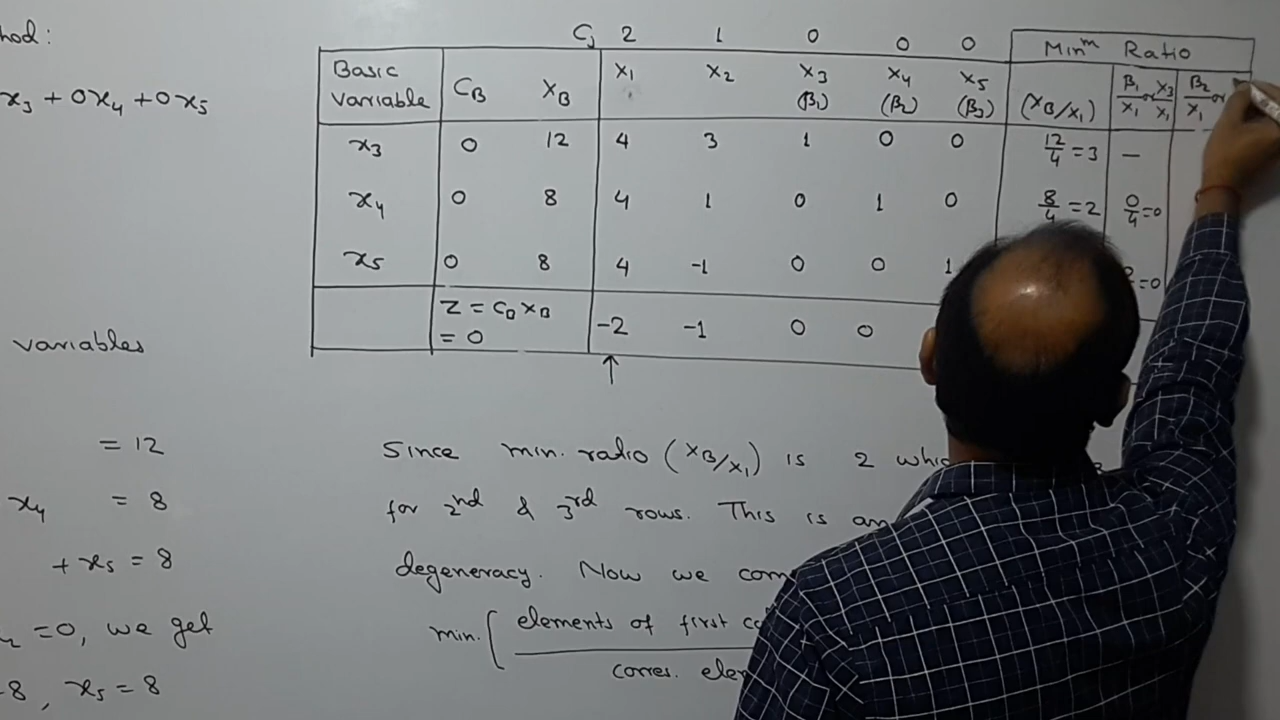 hod:
x3 + 0x4 + 0x5
variables
= 12
x4 = 8
+ x5 = 8
=0, we get
8, x5 = 8
Cj 2 1 0 0 0 Minm Ratio
Basic Variable CB XB X1 X2 X3 (β1) X4 (β2) X5 (β3) (XB/X1) β1/X1 or X3/X1 β2/X1 or
x3 0 12 4 3 1 0 0 12/4 = 3 —
x4 0 8 4 1 0 1 0 8/4 = 2 0/4 = 0
x5 0 8 4 -1 0 0 1 = 0
Z = CB XB
= 0 -2 -1 0 0
↑
Since min. ratio (XB/X1) is 2
for 2nd & 3rd rows. This is an
degeneracy. Now we
min. [ elements of first
corres.